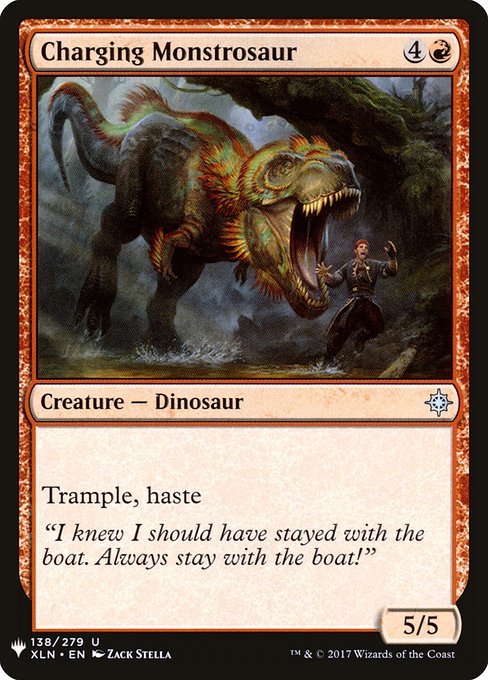 Charging Monstrosaur 4
Creature — Dinosaur
Trample, haste
“I knew I should have stayed with the
boat. Always stay with the boat!”
5/5
138/279 U
XLN • EN Zack Stella
™ & © 2017 Wizards of the Coast